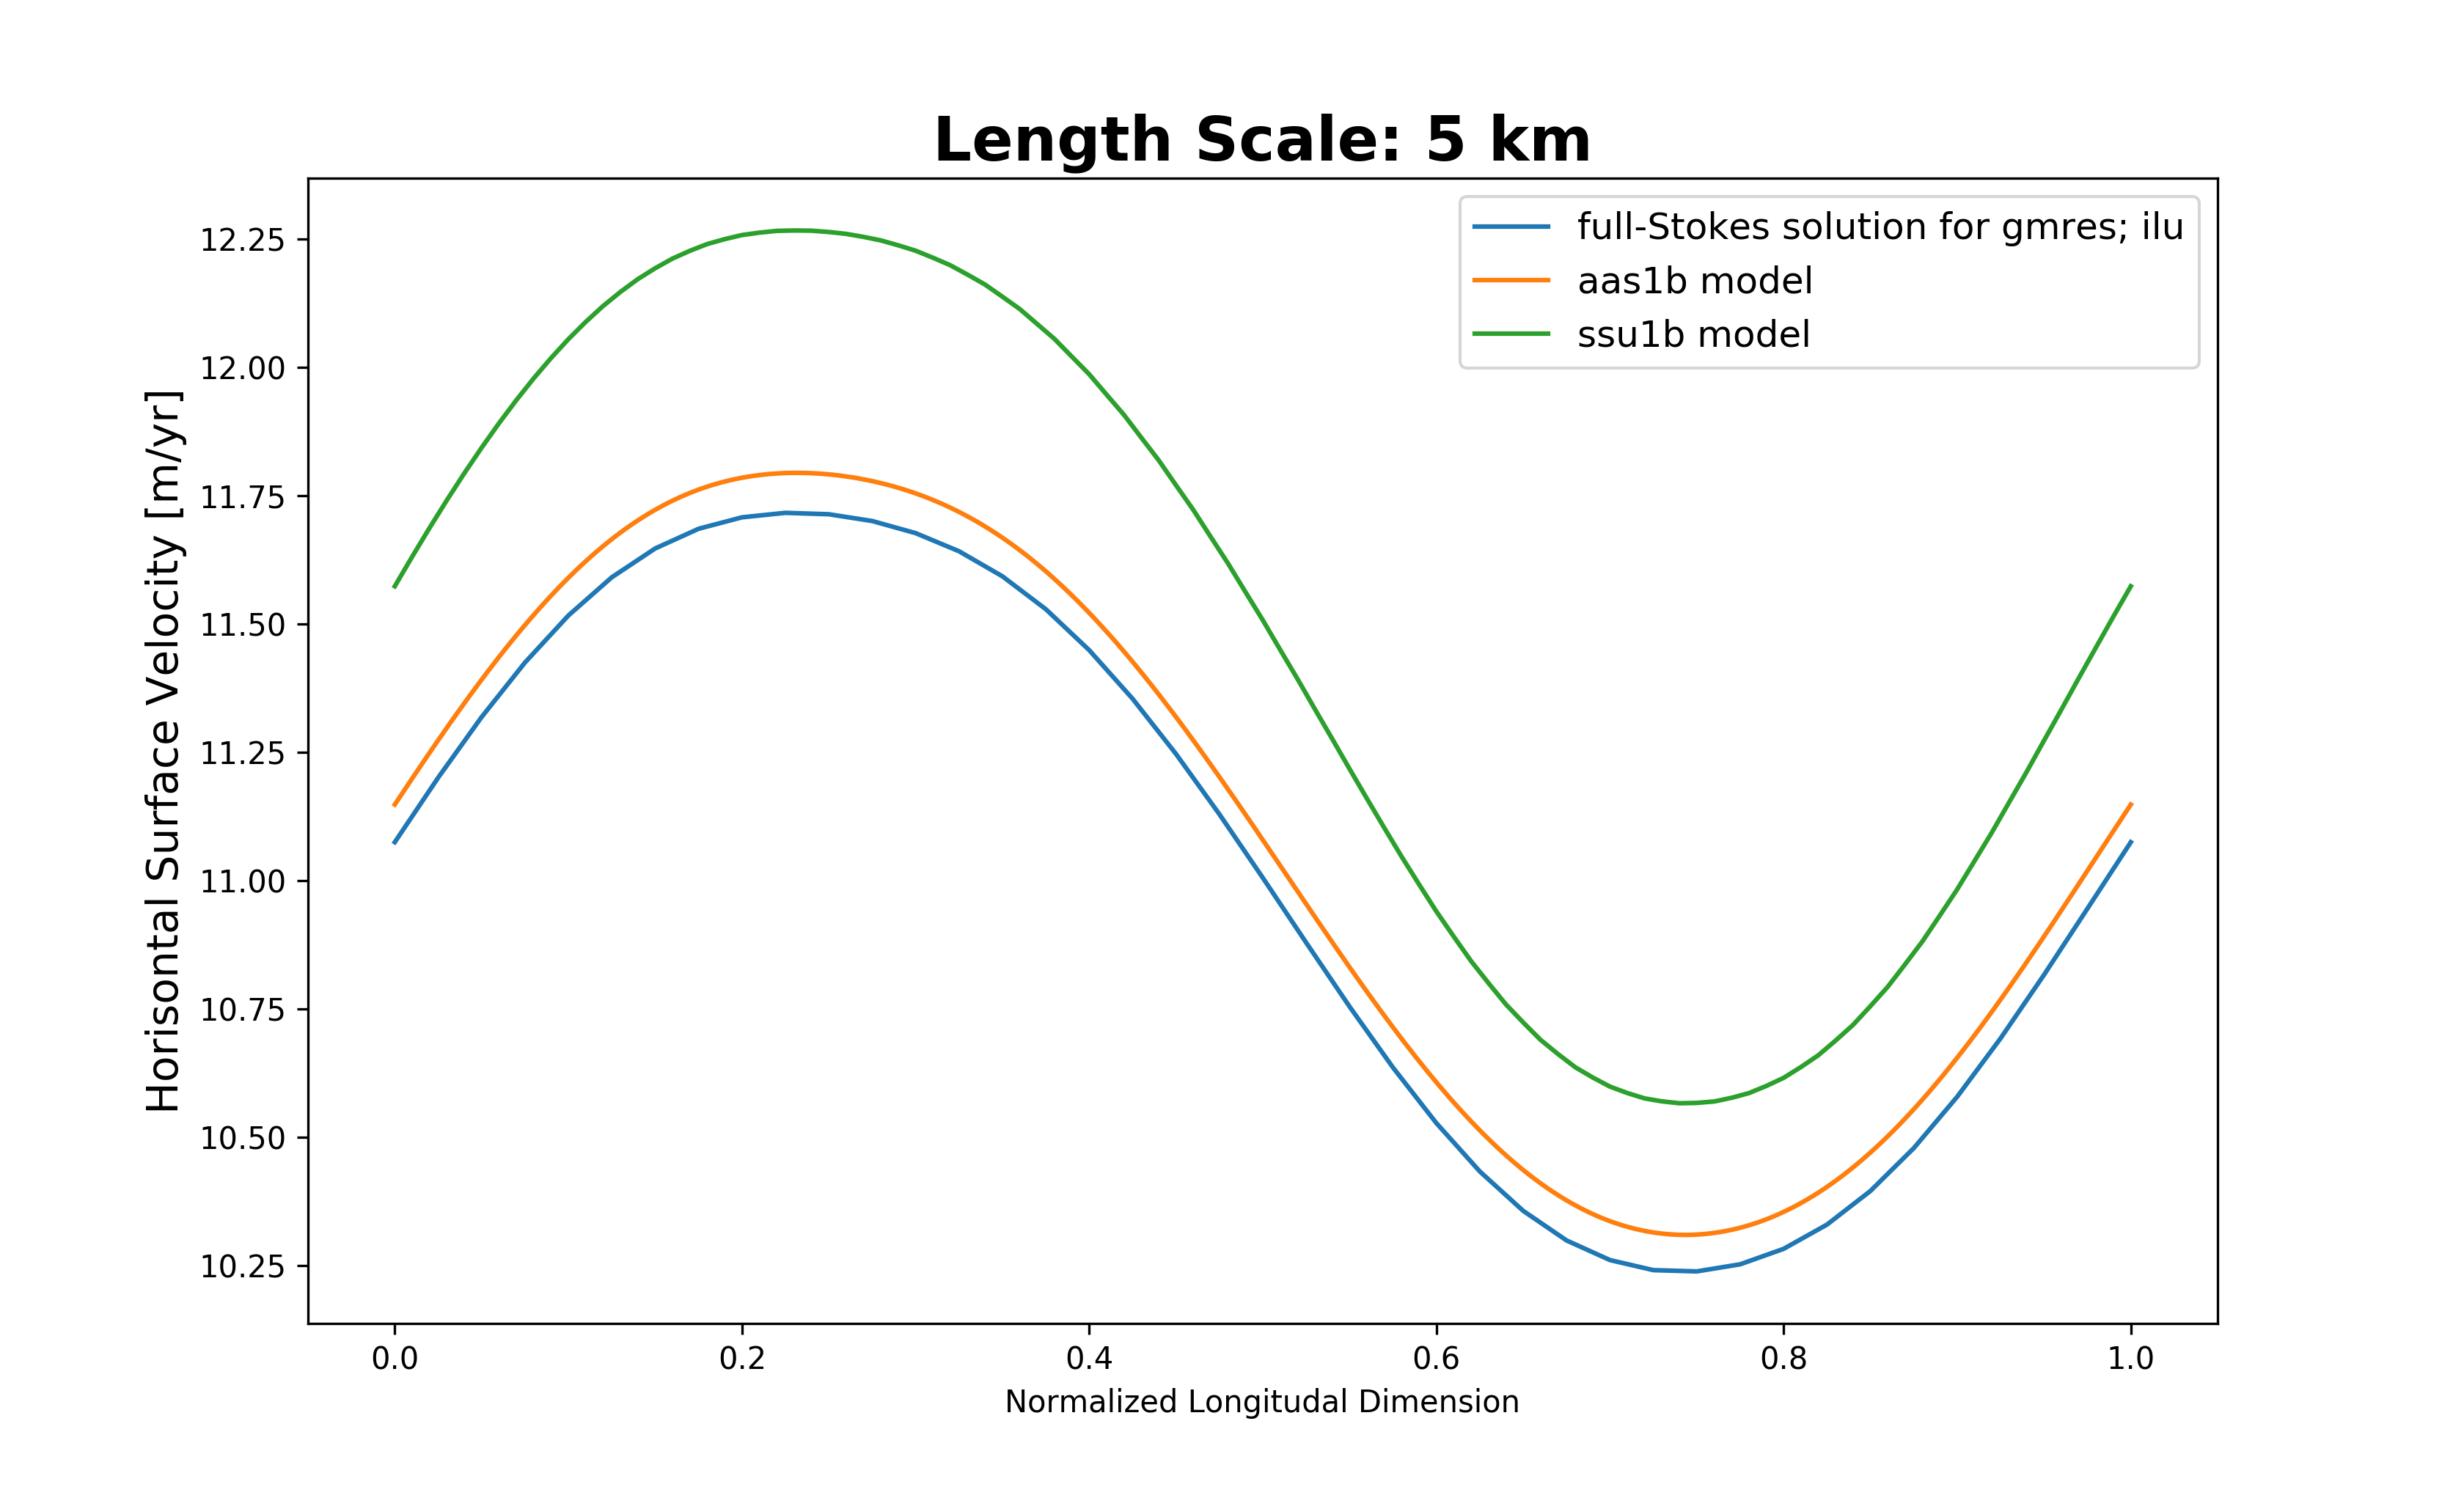 Length Scale: 5 km
full-Stokes solution for gmres; ilu
aas1b model
ssu1b model
Horisontal Surface Velocity [m/yr]
12.25
12.00
11.75
11.50
11.25
11.00
10.75
10.50
10.25
0.0 0.2 0.4 0.6 0.8 1.0
Normalized Longitudal Dimension